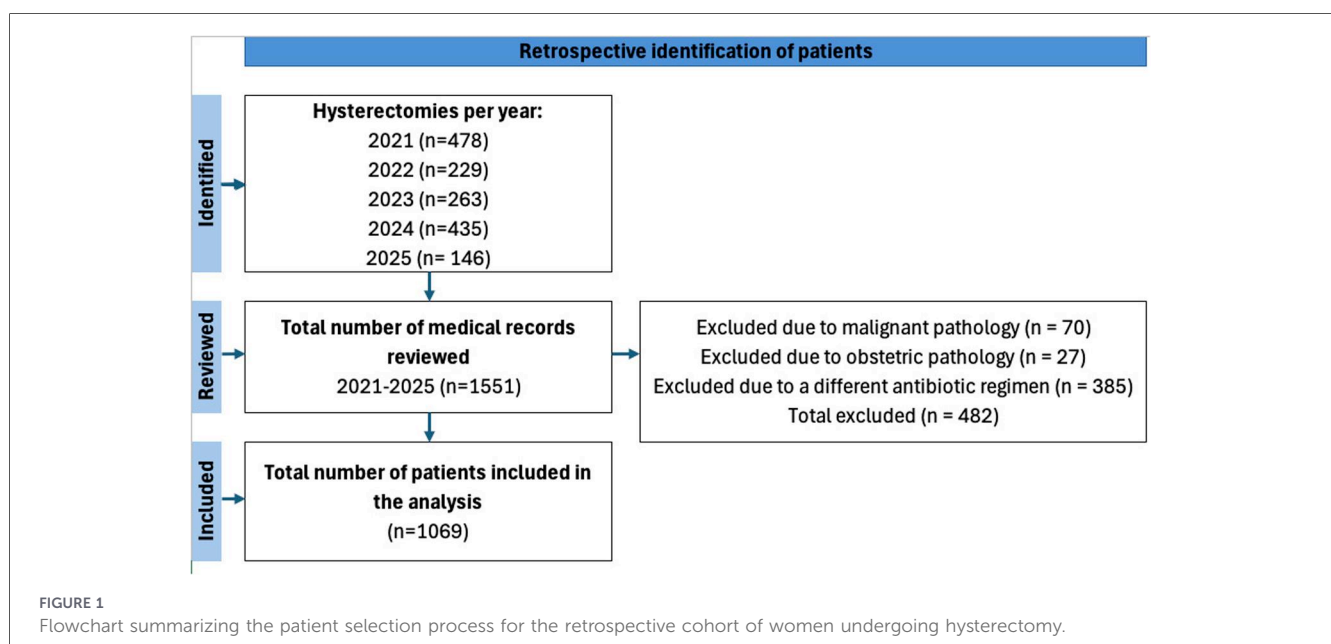 Retrospective identification of patients
Identified
Hysterectomies per year:
2021 (n=478)
2022 (n=229)
2023 (n=263)
2024 (n=435)
2025 (n= 146)
Reviewed
Total number of medical records
reviewed
2021-2025 (n=1551)
Excluded due to malignant pathology (n = 70)
Excluded due to obstetric pathology (n = 27)
Excluded due to a different antibiotic regimen (n = 385)
Total excluded (n = 482)
Included
Total number of patients included in
the analysis
(n=1069)
FIGURE 1
Flowchart summarizing the patient selection process for the retrospective cohort of women undergoing hysterectomy.